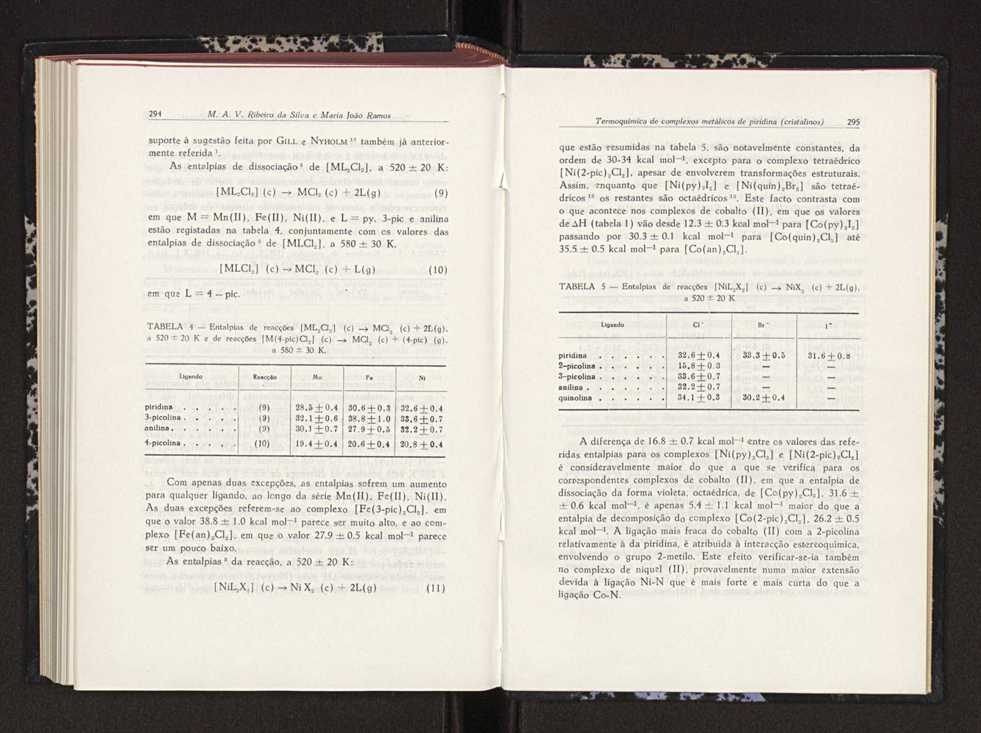 294 M. A. V. Ribeiro da Silva e Maria João Ramos
suporte à sugestão feita por GILL e NYHOLM ¹⁵ também já anterior-
mente referida ¹.
As entalpias de dissociação ⁸ de [ML₂Cl₂], a 520 ± 20 K:
[ML₂Cl₂] (c) → MCl₂ (c) + 2L(g) (9)
em que M = Mn(II), Fe(II), Ni(II), e L = py, 3-pic e anilina
estão registadas na tabela 4, conjuntamente com os valores das
entalpias de dissociação ⁸ de [MLCl₂], a 580 ± 30 K.
[MLCl₂] (c) → MCl₂ (c) + L(g) (10)
em que L = 4 – pic.
TABELA 4 — Entalpias de reacções [ML₂Cl₂] (c) → MCl₂ (c) + 2L(g),
a 520 ± 20 K e de reacções [M(4-pic)Cl₂] (c) → MCl₂ (c) + (4-pic) (g),
a 580 ± 30 K.
Ligando Reacção Mn Fe Ni
piridina . . . . . (9) 28.5 ± 0.4 30.6 ± 0.3 32.6 ± 0.4
3-picolina . . . . . (9) 32.1 ± 0.6 38.8 ± 1.0 33.6 ± 0.7
anilina . . . . . . (9) 30.1 ± 0.7 27.9 ± 0.5 32.2 ± 0.7
4-picolina . . . . . (10) 19.4 ± 0.4 20.6 ± 0.4 20.8 ± 0.4
Com apenas duas excepções, as entalpias sofrem um aumento
para qualquer ligando, ao longo da série Mn(II), Fe(II), Ni(II).
As duas excepções referem-se ao complexo [Fe(3-pic)₂Cl₂], em
que o valor 38.8 ± 1.0 kcal mol⁻¹ parece ser muito alto, e ao com-
plexo [Fe(an)₂Cl₂], em que o valor 27.9 ± 0.5 kcal mol⁻¹ parece
ser um pouco baixo.
As entalpias ⁸ da reacção, a 520 ± 20 K:
[NiL₂X₂] (c) → Ni X₂ (c) + 2L(g) (11)
Termoquímica de complexos metálicos de piridina (cristalinos) 295
que estão resumidas na tabela 5, são notavelmente constantes, da
ordem de 30-34 kcal mol⁻¹, excepto para o complexo tetraédrico
[Ni(2-pic)₂Cl₂], apesar de envolverem transformações estruturais.
Assim, enquanto que [Ni(py)₂I₂] e [Ni(quin)₂Br₂] são tetraé-
dricos ¹⁶ os restantes são octaédricos ¹⁵. Este facto contrasta com
o que acontece nos complexos de cobalto (II), em que os valores
de ΔH (tabela 1) vão desde 12.3 ± 0.3 kcal mol⁻¹ para [Co(py)₂I₂]
passando por 30.3 ± 0.1 kcal mol⁻¹ para [Co(quin)₂Cl₂] até
35.5 ± 0.5 kcal mol⁻¹ para [Co(an)₂Cl₂].
TABELA 5 — Entalpias de reacções [NiL₂X₂] (c) → NiX₂ (c) + 2L(g),
a 520 ± 20 K
Ligando Cl⁻ Br⁻ I⁻
piridina . . . . . . 32.6 ± 0.4 33.3 ± 0.5 31.6 ± 0.8
2-picolina . . . . . . 15.8 ± 0.3 — —
3-picolina . . . . . . 33.6 ± 0.7
anilina . . . . . . . 32.2 ± 0.7 — —
quinolina . . . . . . 34.1 ± 0.3 30.2 ± 0.4 —
A diferença de 16.8 ± 0.7 kcal mol⁻¹ entre os valores das refe-
ridas entalpias para os complexos [Ni(py)₂Cl₂] e [Ni(2-pic)₂Cl₂]
é consideravelmente maior do que a que se verifica para os
correspondentes complexos de cobalto (II), em que a entalpia de
dissociação da forma violeta, octaédrica, de [Co(py)₂Cl₂], 31.6 ±
± 0.6 kcal mol⁻¹, é apenas 5.4 ± 1.1 kcal mol⁻¹ maior do que a
entalpia de decomposição do complexo [Co(2-pic)₂Cl₂], 26.2 ± 0.5
kcal mol⁻¹. A ligação mais fraca do cobalto (II) com a 2-picolina
relativamente à da piridina, é atribuída à interacção estereoquímica,
envolvendo o grupo 2-metilo. Este efeito verificar-se-ia também
no complexo de níquel (II), provavelmente numa maior extensão
devida à ligação Ni-N que é mais forte e mais curta do que a
ligação Co-N.